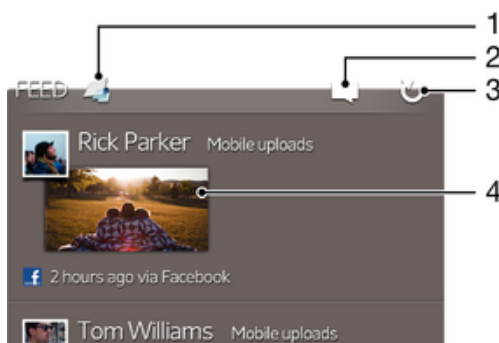 1
2
FEED
3
Rick Parker Mobile uploads
4
2 hours ago via Facebook
Tom Williams Mobile uploads